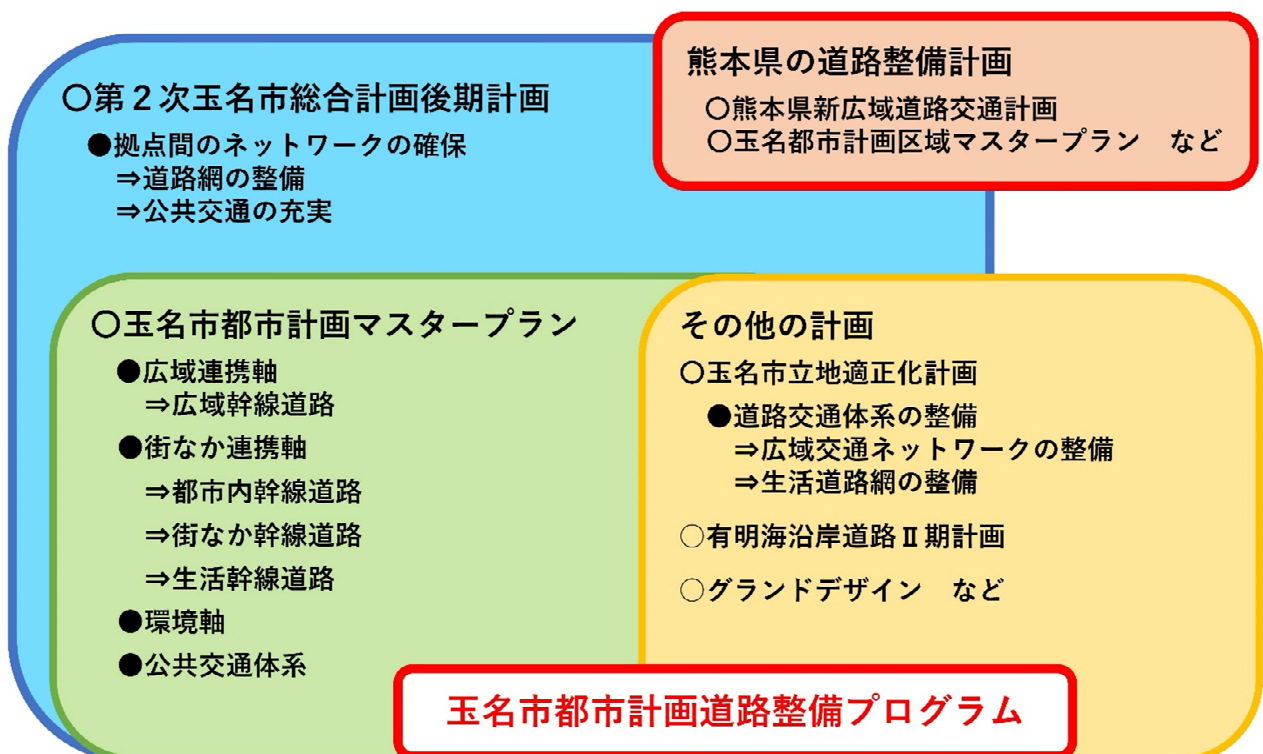 〇第２次玉名市総合計画後期計画
●拠点間のネットワークの確保
⇒道路網の整備
⇒公共交通の充実
熊本県の道路整備計画
〇熊本県新広域道路交通計画
〇玉名都市計画区域マスタープラン　など
〇玉名市都市計画マスタープラン
●広域連携軸
⇒広域幹線道路
●街なか連携軸
⇒都市内幹線道路
⇒街なか幹線道路
⇒生活幹線道路
●環境軸
●公共交通体系
その他の計画
〇玉名市立地適正化計画
●道路交通体系の整備
⇒広域交通ネットワークの整備
⇒生活道路網の整備
○有明海沿岸道路Ⅱ期計画
○グランドデザイン　など
玉名市都市計画道路整備プログラム